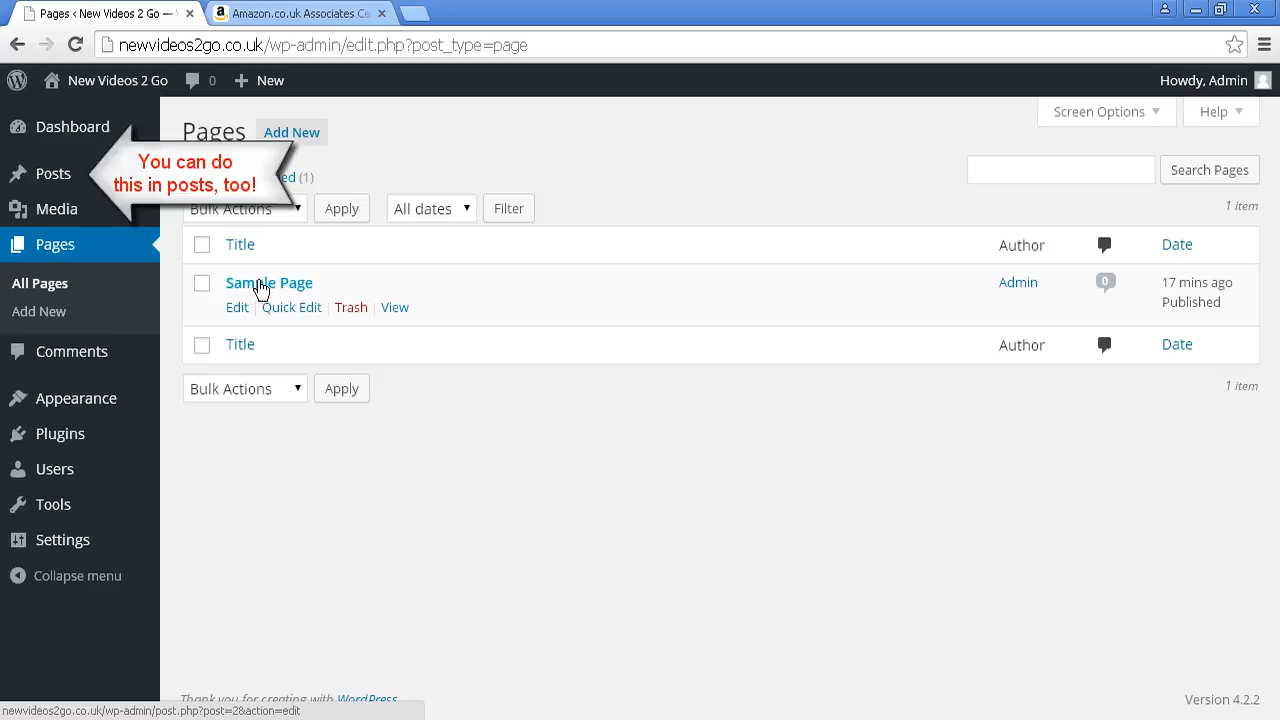 Pages ‹ New Videos 2 Go —
Amazon.co.uk Associates Ce
newvideos2go.co.uk/wp-admin/edit.php?post_type=page
New Videos 2 Go 0 New Howdy, Admin
Screen Options Help
Dashboard
Posts
Media
Pages
All Pages
Add New
Comments
Appearance
Plugins
Users
Tools
Settings
Collapse menu
You can do
this in posts, too!
Pages Add New
(1)
Search Pages
Bulk Actions Apply All dates Filter 1 item
Title Author Date
Sample Page Admin 0 17 mins ago
Published
Edit | Quick Edit | Trash | View
Title Author Date
Bulk Actions Apply 1 item
Thank you for creating with WordPress
Version 4.2.2
newvideos2go.co.uk/wp-admin/post.php?post=2&action=edit